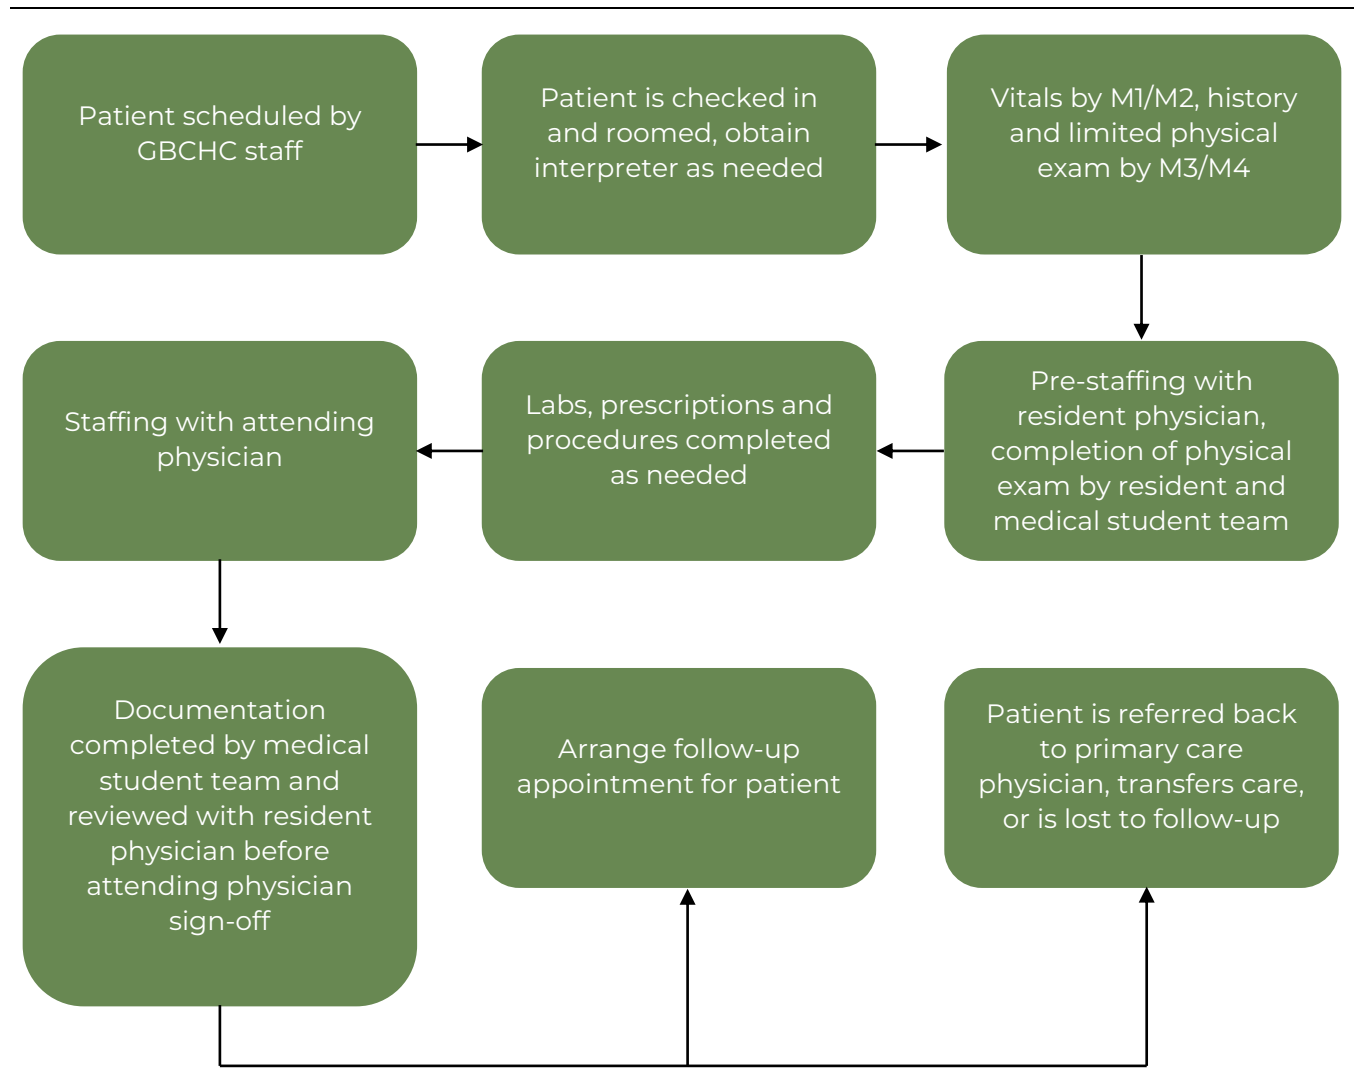 Patient scheduled by
GBCHC staff
Patient is checked in
and roomed, obtain
interpreter as needed
Vitals by M1/M2, history
and limited physical
exam by M3/M4
Pre-staffing with
resident physician,
completion of physical
exam by resident and
medical student team
Labs, prescriptions and
procedures completed
as needed
Staffing with attending
physician
Documentation
completed by medical
student team and
reviewed with resident
physician before
attending physician
sign-off
Arrange follow-up
appointment for patient
Patient is referred back
to primary care
physician, transfers care,
or is lost to follow-up